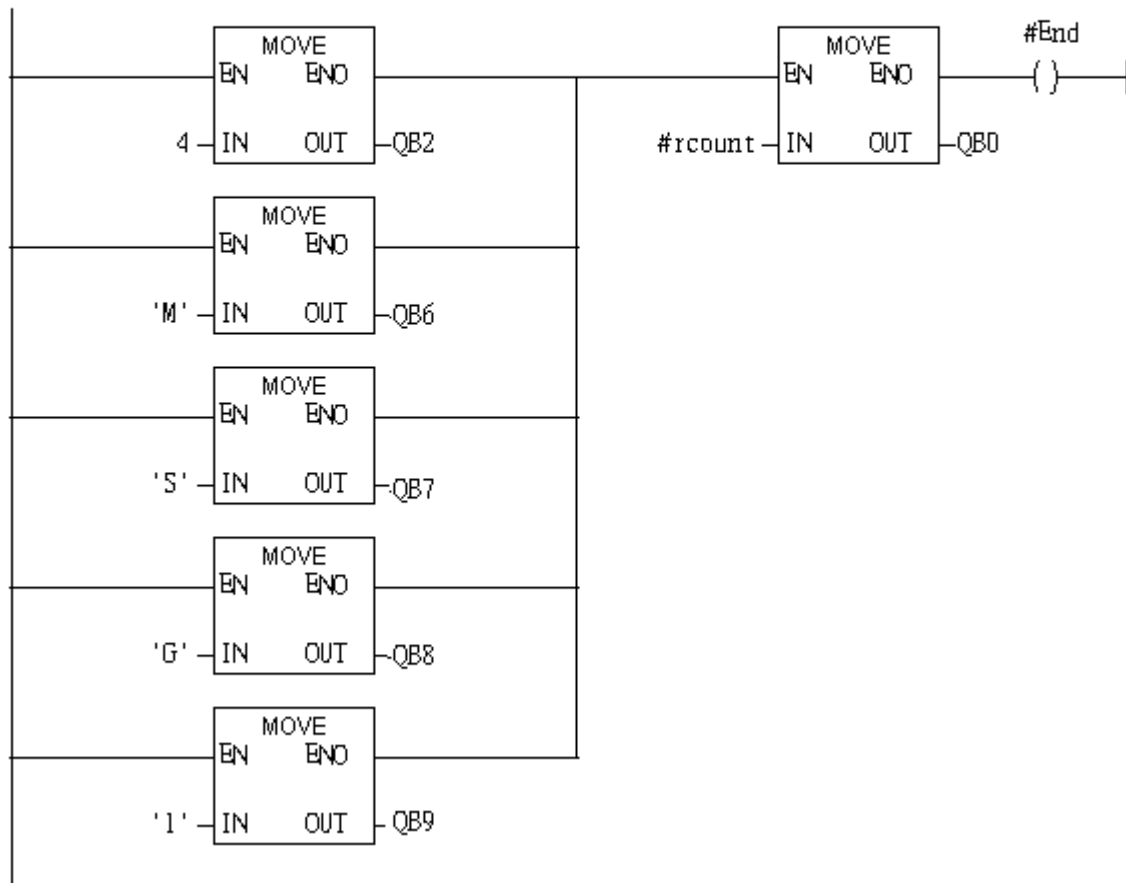 MOVE MOVE #End
EN ENO EN ENO ( )
4 IN OUT QB2 #rcount IN OUT QB0
MOVE
EN ENO
'M' IN OUT QB6
MOVE
EN ENO
'S' IN OUT QB7
MOVE
EN ENO
'G' IN OUT QB8
MOVE
EN ENO
'1' IN OUT QB9